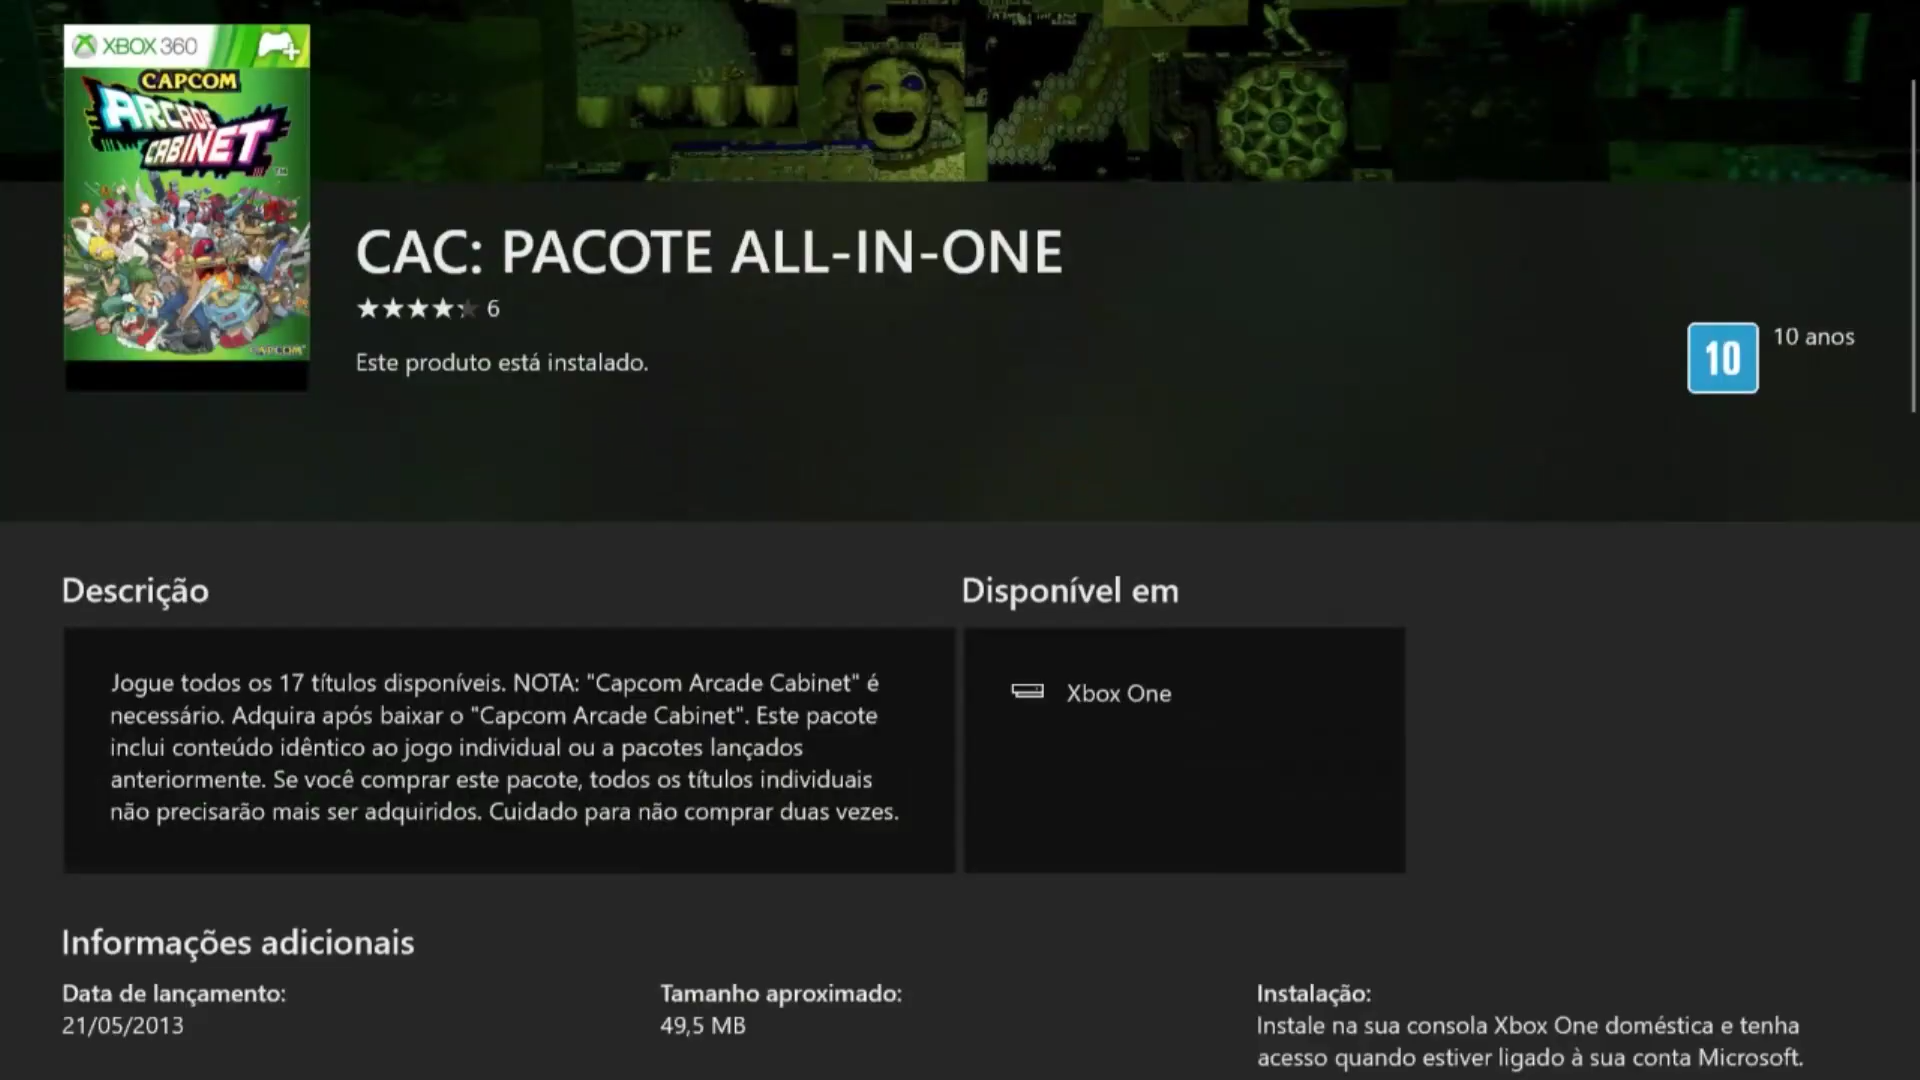 XBOX 360
CAPCOM
ARCADE
CABINET
TM
CAPCOM
CAC: PACOTE ALL-IN-ONE
6
Este produto está instalado.
10
10 anos
Descrição
Jogue todos os 17 títulos disponíveis. NOTA: "Capcom Arcade Cabinet" é
necessário. Adquira após baixar o "Capcom Arcade Cabinet". Este pacote
inclui conteúdo idêntico ao jogo individual ou a pacotes lançados
anteriormente. Se você comprar este pacote, todos os títulos individuais
não precisarão mais ser adquiridos. Cuidado para não comprar duas vezes.
Disponível em
Xbox One
Informações adicionais
Data de lançamento:
21/05/2013
Tamanho aproximado:
49,5 MB
Instalação:
Instale na sua consola Xbox One doméstica e tenha
acesso quando estiver ligado à sua conta Microsoft.